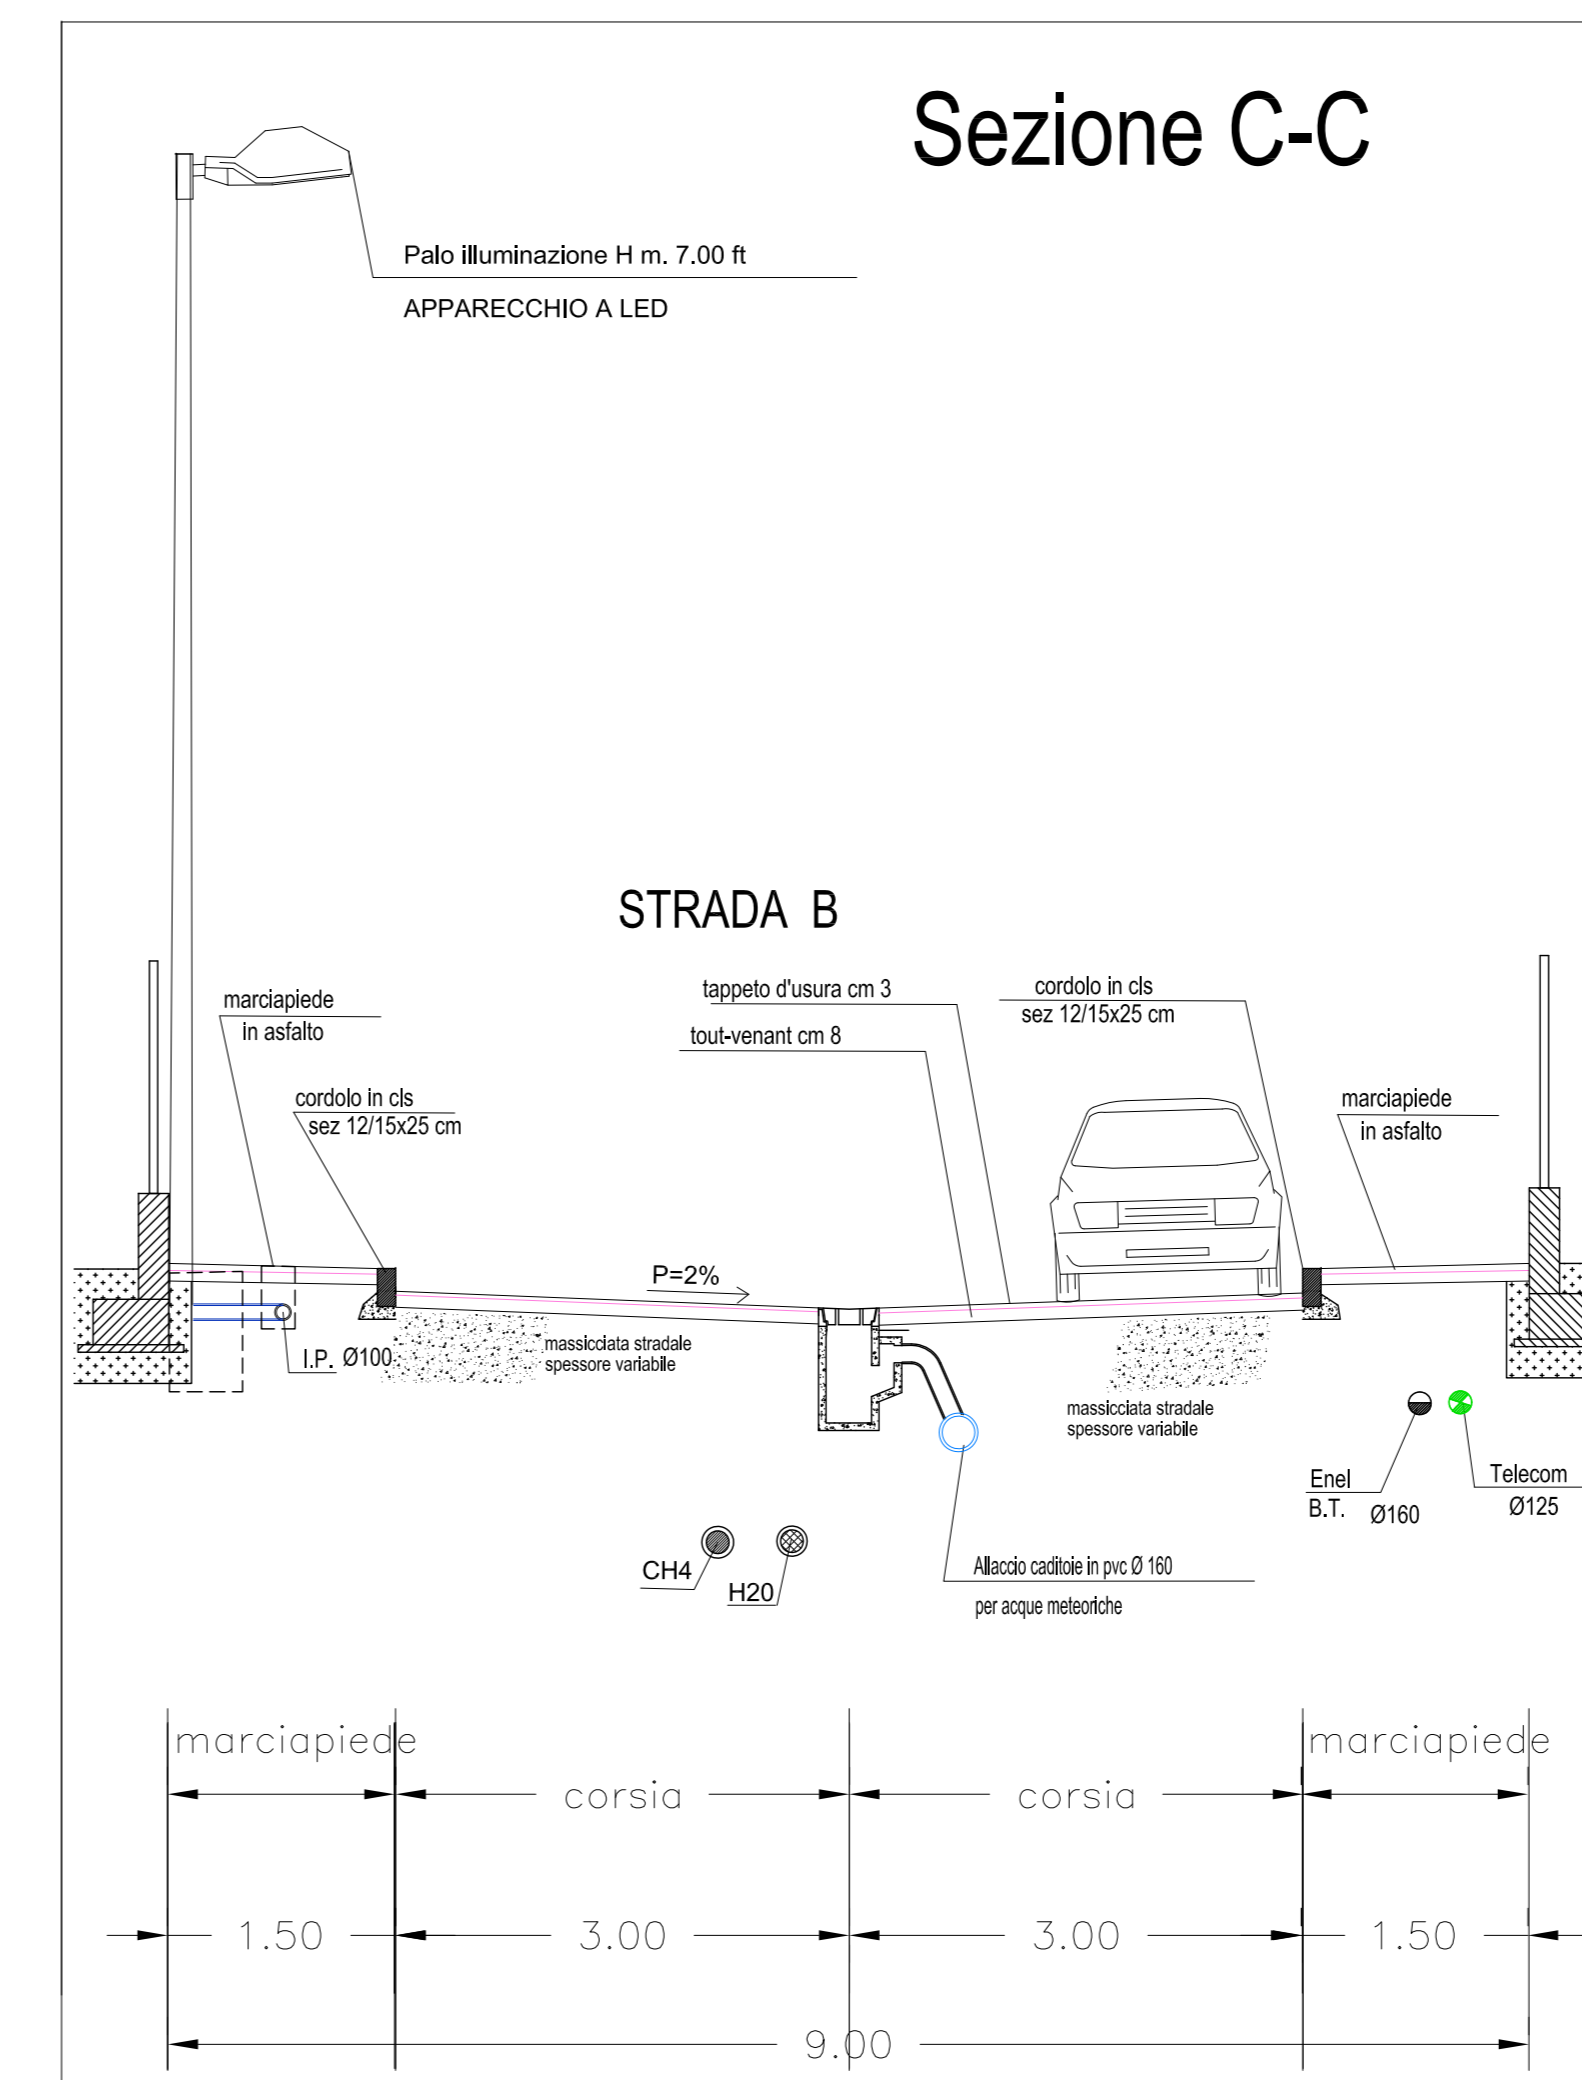 Sezione C-C
Palo illuminazione H m. 7.00 ft
APPARECCHIO A LED
STRADA B
marciapiede
in asfalto
tappeto d'usura cm 3
tout-venant cm 8
cordolo in cls
sez 12/15x25 cm
cordolo in cls
sez 12/15x25 cm
marciapiede
in asfalto
P=2%
I.P. Ø100
massicciata stradale
spessore variabile
massicciata stradale
spessore variabile
Enel
B.T. Ø160
Telecom
Ø125
CH4
H20
Allaccio caditoie in pvc Ø 160
per acque meteoriche
marciapiede
marciapiede
corsia
corsia
1.50
3.00
3.00
1.50
9.00